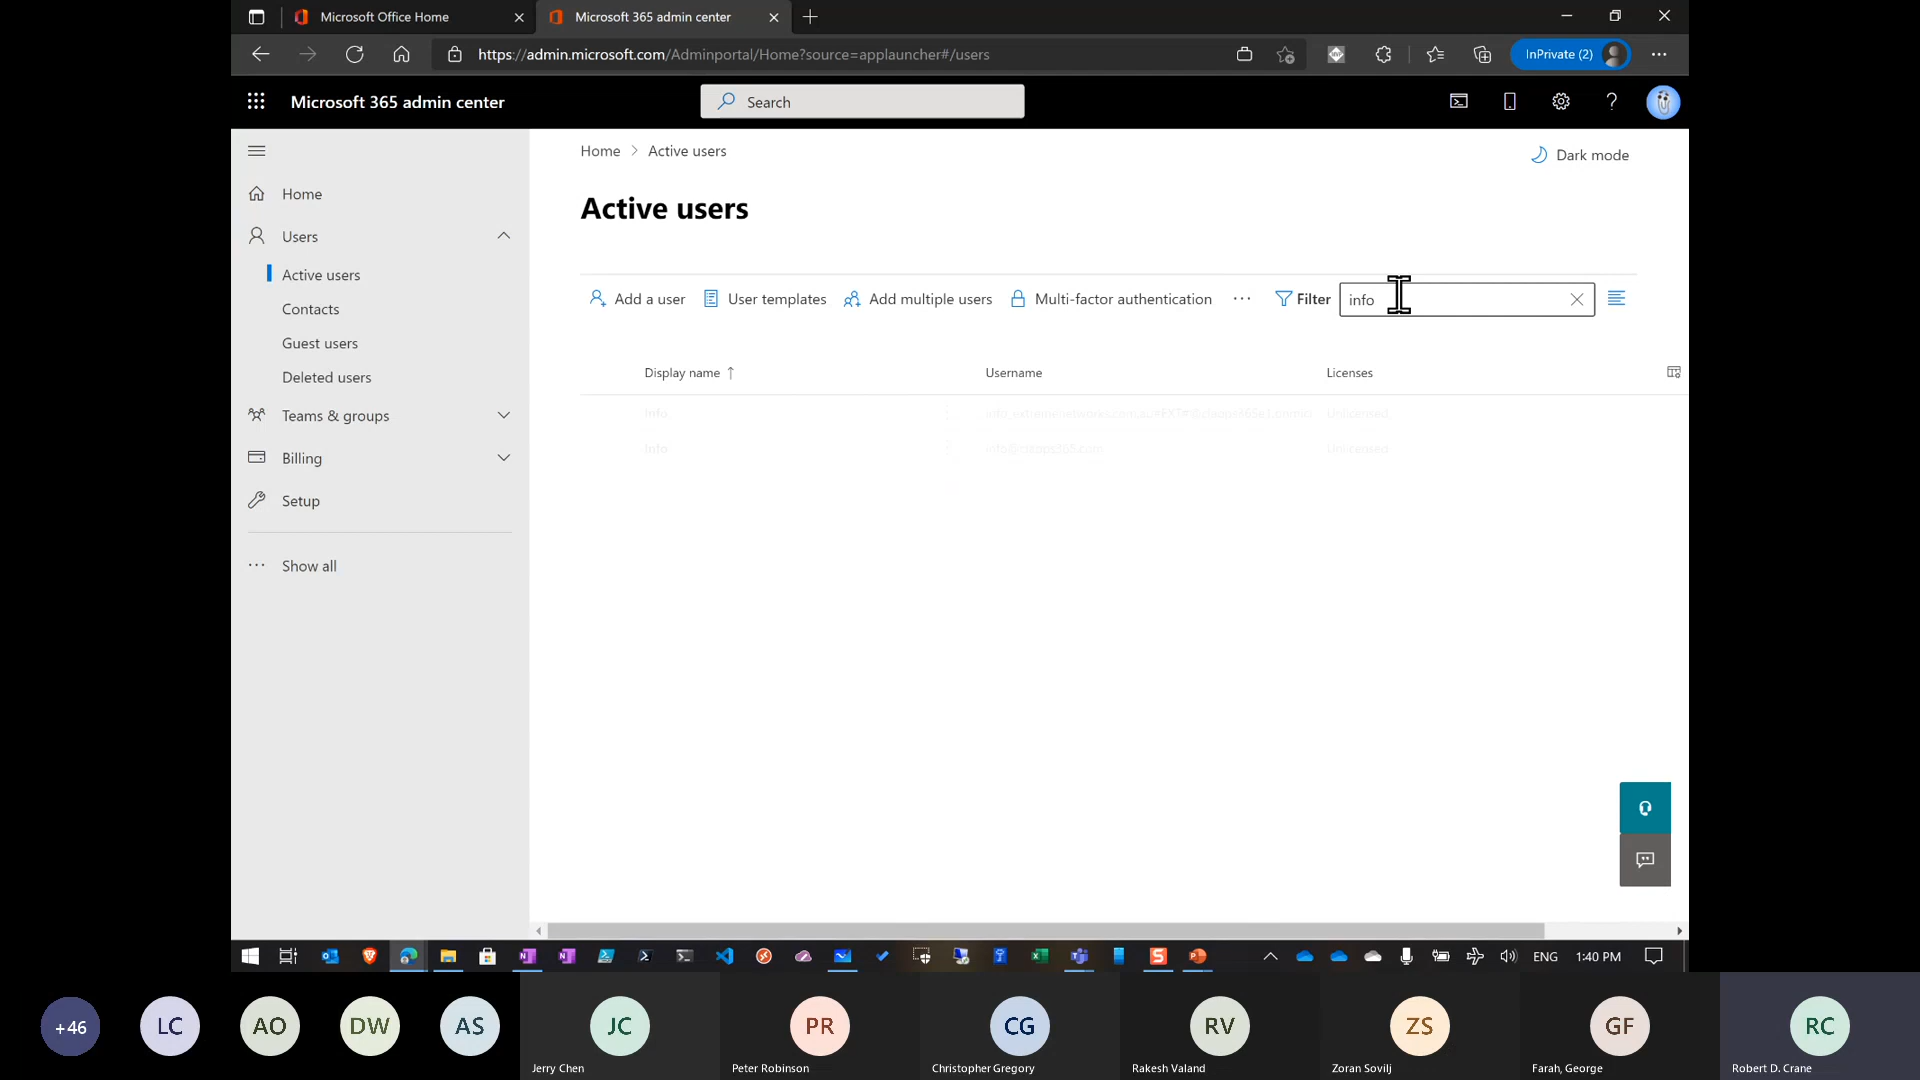 Microsoft Office Home
Microsoft 365 admin center
https://admin.microsoft.com/Adminportal/Home?source=applauncher#/users
InPrivate (2)
Microsoft 365 admin center
Search
Home > Active users
Dark mode
Active users
Home
Users
Active users
Contacts
Guest users
Deleted users
Teams & groups
Billing
Setup
Show all
Add a user
User templates
Add multiple users
Multi-factor authentication
Filter
info
Display name ↑
Username
Licenses
Info
Unlicensed
Info
Unlicensed
ENG
1:40 PM
+46
LC
AO
DW
AS
JC
PR
CG
RV
ZS
GF
RC
Jerry Chen
Peter Robinson
Christopher Gregory
Rakesh Valand
Zoran Sovilj
Farah, George
Robert D. Crane